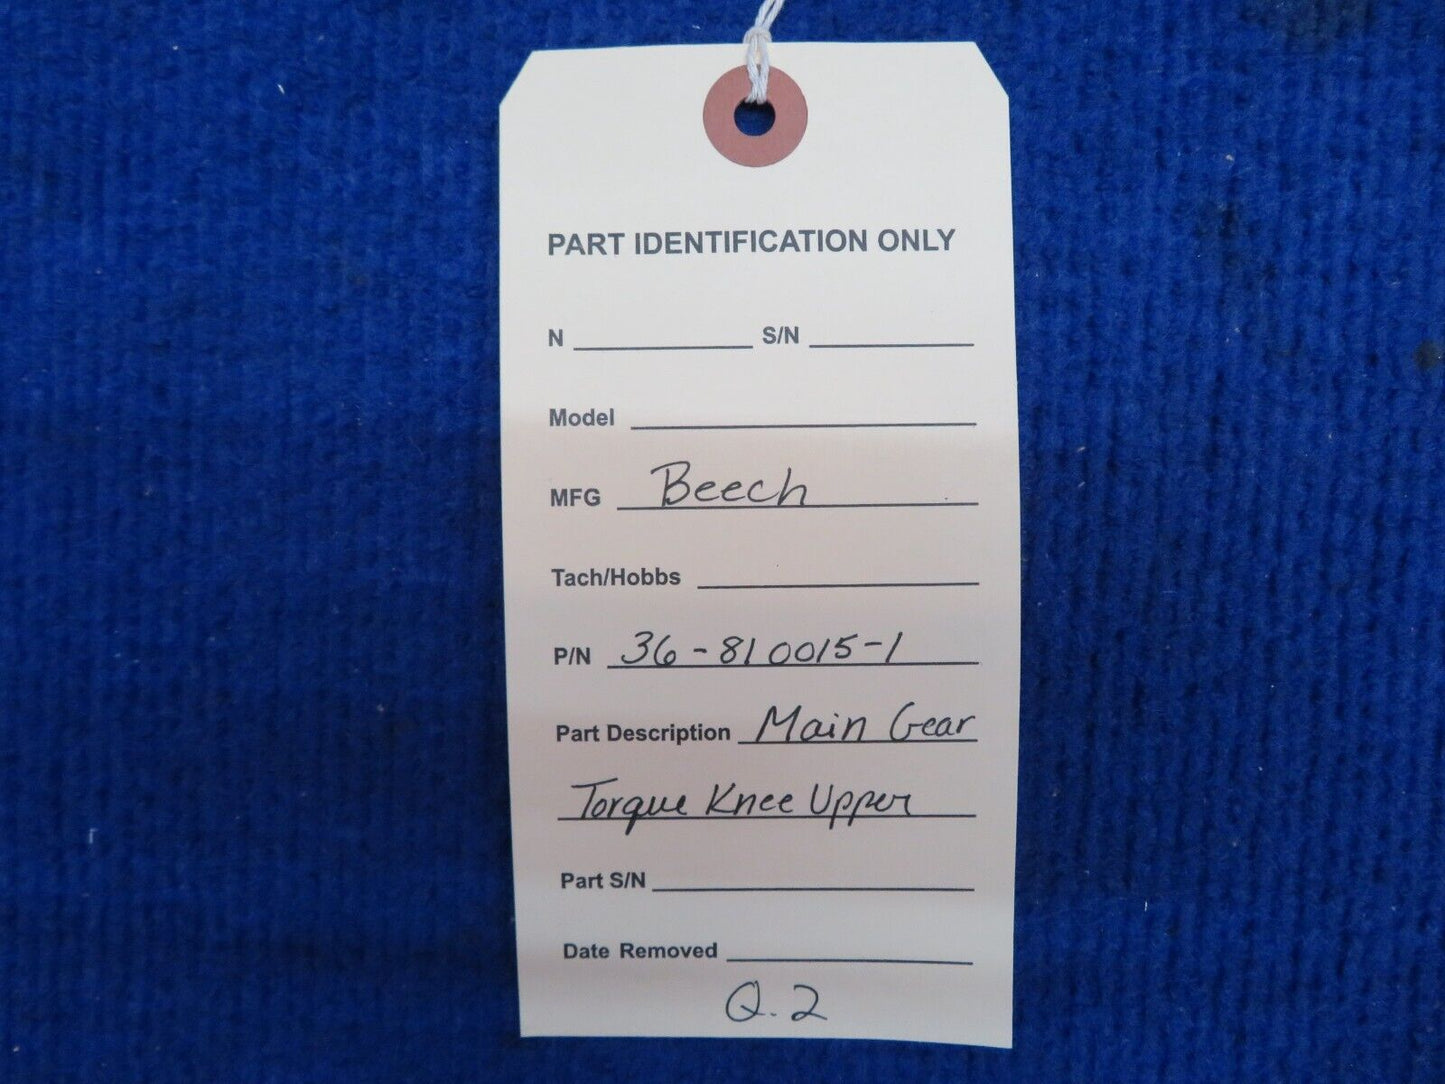 PART IDENTIFICATION ONLY
N S/N
Model
MFG Beech
Tach/Hobbs
P/N 36-810015-1
Part Description Main Gear
Torque Knee Upper
Part S/N
Date Removed
Q.2